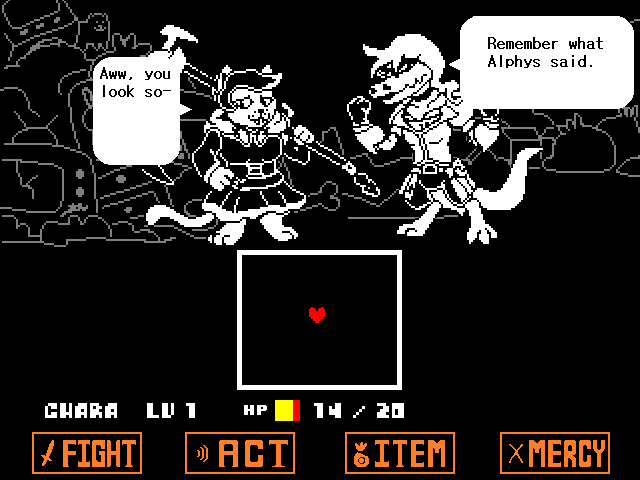 Aww, you
look so-
Remember what
Alphys said.
CHARA LV 1 HP 14 / 20
FIGHT ACT ITEM MERCY